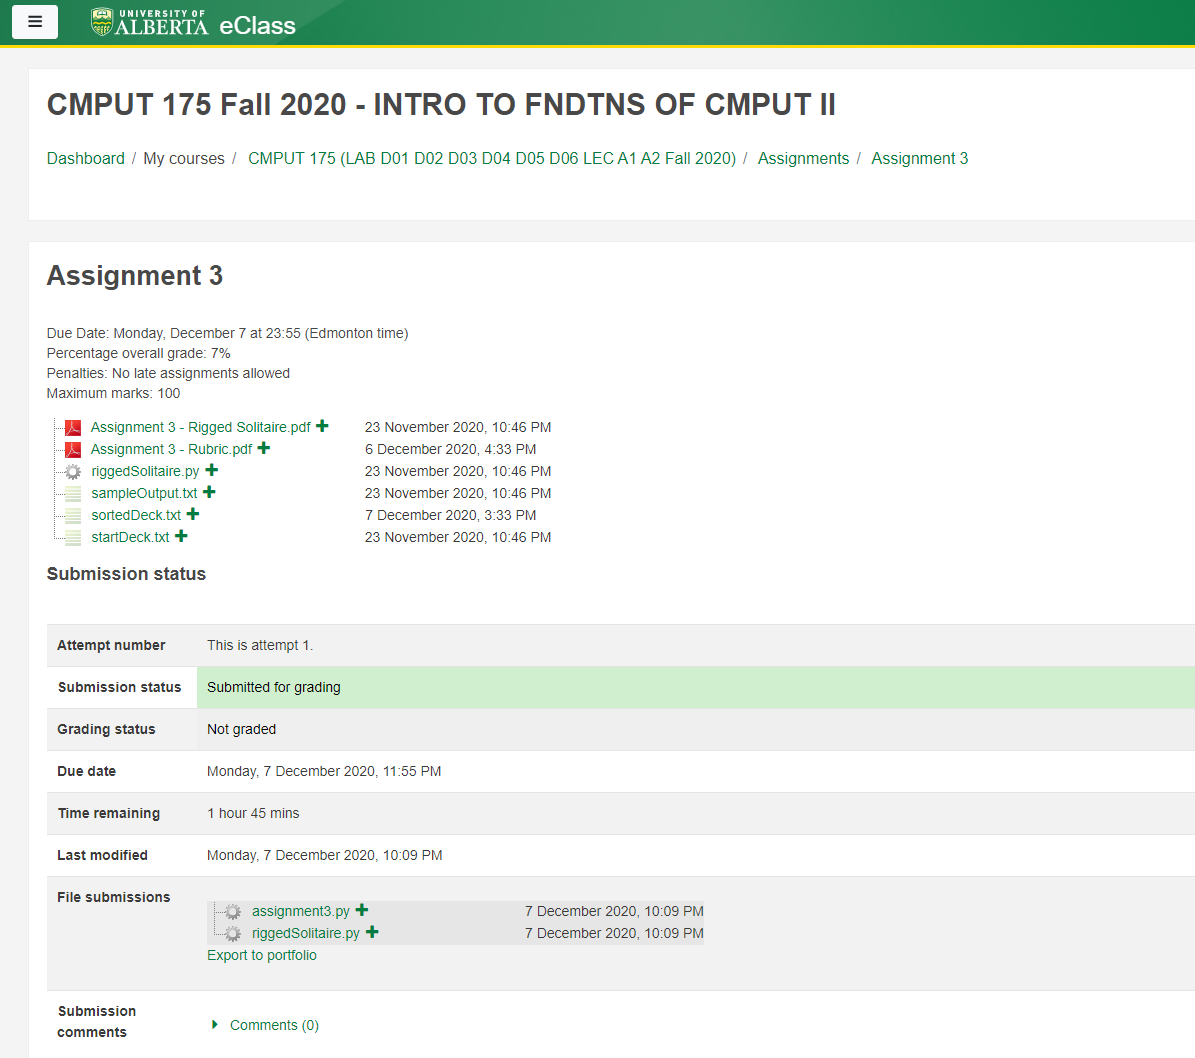 UNIVERSITY OF
ALBERTA eClass
CMPUT 175 Fall 2020 - INTRO TO FNDTNS OF CMPUT II
Dashboard / My courses / CMPUT 175 (LAB D01 D02 D03 D04 D05 D06 LEC A1 A2 Fall 2020) / Assignments / Assignment 3
Assignment 3
Due Date: Monday, December 7 at 23:55 (Edmonton time)
Percentage overall grade: 7%
Penalties: No late assignments allowed
Maximum marks: 100
Assignment 3 - Rigged Solitaire.pdf 23 November 2020, 10:46 PM
Assignment 3 - Rubric.pdf 6 December 2020, 4:33 PM
riggedSolitaire.py 23 November 2020, 10:46 PM
sampleOutput.txt 23 November 2020, 10:46 PM
sortedDeck.txt 7 December 2020, 3:33 PM
startDeck.txt 23 November 2020, 10:46 PM
Submission status
Attempt number This is attempt 1.
Submission status Submitted for grading
Grading status Not graded
Due date Monday, 7 December 2020, 11:55 PM
Time remaining 1 hour 45 mins
Last modified Monday, 7 December 2020, 10:09 PM
File submissions
assignment3.py 7 December 2020, 10:09 PM
riggedSolitaire.py 7 December 2020, 10:09 PM
Export to portfolio
Submission
comments
Comments (0)